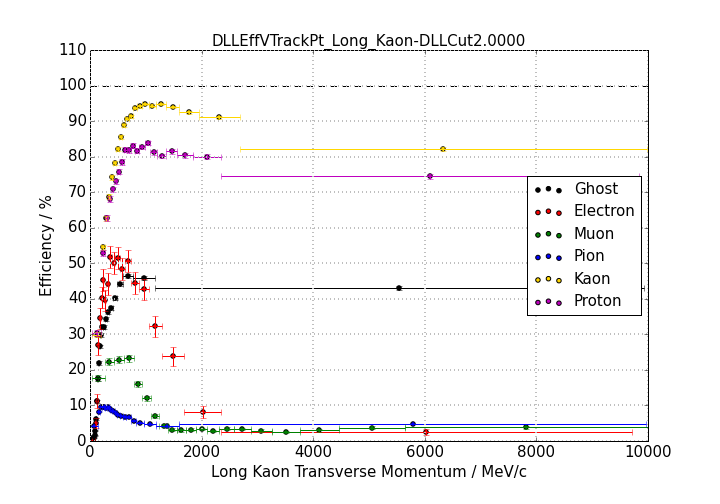 DLLEffVTrackPt_Long_Kaon-DLLCut2.0000
110
100
90
80
70
60
50
40
30
20
10
0
Efficiency / %
Ghost
Electron
Muon
Pion
Kaon
Proton
0 2000 4000 6000 8000 10000
Long Kaon Transverse Momentum / MeV/c